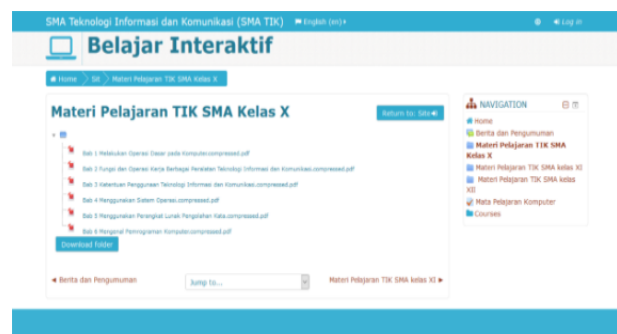 SMA Teknologi Informasi dan Komunikasi (SMA TIK)
English (en)
Log in
Belajar Interaktif
Home
Sit
Materi Pelajaran TIK SMA Kelas X
Materi Pelajaran TIK SMA Kelas X
Return to: Site
Bab 1 Melakukan Operasi Dasar pada Komputer.compressed.pdf
Bab 2 Fungsi dan Operasi Kerja Berbagai Peralatan Teknologi Informasi dan Komunikasi.compressed.pdf
Bab 3 Ketentuan Penggunaan Teknologi Informasi dan Komunikasi.compressed.pdf
Bab 4 Menggunakan Sistem Operasi.compressed.pdf
Bab 5 Menggunakan Perangkat Lunak Pengolahan Kata.compressed.pdf
Bab 6 Mengenal Pemrograman Komputer.compressed.pdf
Download folder
Berita dan Pengumuman
Jump to...
Materi Pelajaran TIK SMA kelas XI
NAVIGATION
Home
Berita dan Pengumuman
Materi Pelajaran TIK SMA
Kelas X
Materi Pelajaran TIK SMA kelas XI
Materi Pelajaran TIK SMA kelas
XII
Mata Pelajaran Komputer
Courses